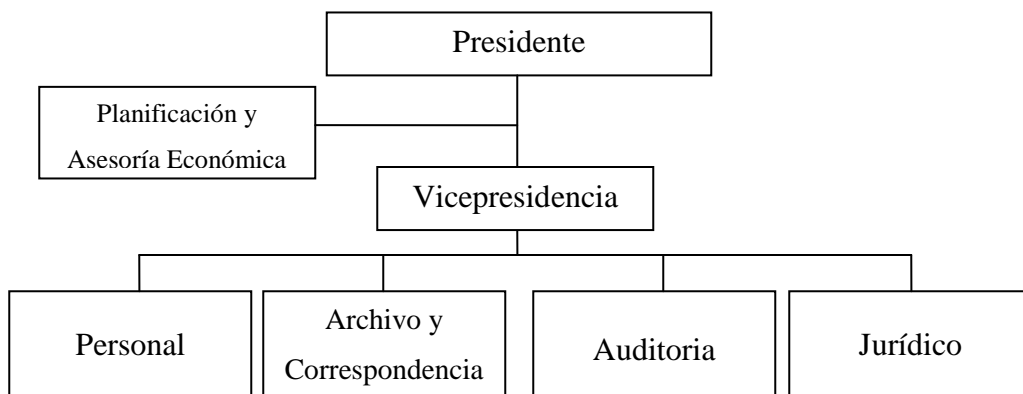 Presidente
Planificación y
Asesoría Económica
Vicepresidencia
Personal
Archivo y
Correspondencia
Auditoria
Jurídico